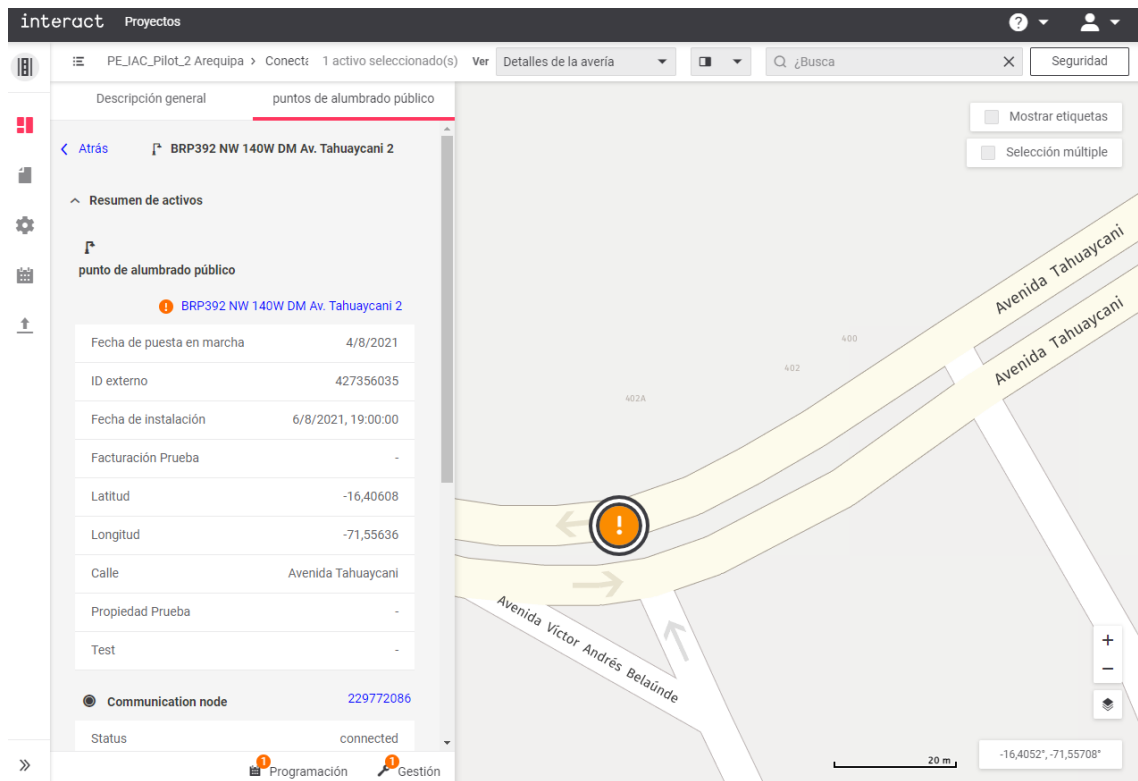 interact Proyectos ?
PE_IAC_Pilot_2 Arequipa > Conecta 1 activo seleccionado(s) Ver Detalles de la avería ¿Busca Seguridad
Descripción general puntos de alumbrado público
Mostrar etiquetas
Selección múltiple
Atrás BRP392 NW 140W DM Av. Tahuaycani 2
Resumen de activos
punto de alumbrado público
! BRP392 NW 140W DM Av. Tahuaycani 2
Fecha de puesta en marcha 4/8/2021
ID externo 427356035
Fecha de instalación 6/8/2021, 19:00:00
Facturación Prueba -
Latitud -16,40608
Longitud -71,55636
Calle Avenida Tahuaycani
Propiedad Prueba -
Test -
Communication node 229772086
Status connected
1 Programación 1 Gestión
Avenida Tahuaycani
Avenida Tahuaycani
400
402
402A
!
Avenida Víctor Andrés Belaúnde
+
−
20 m
-16,4052°, -71,55708°